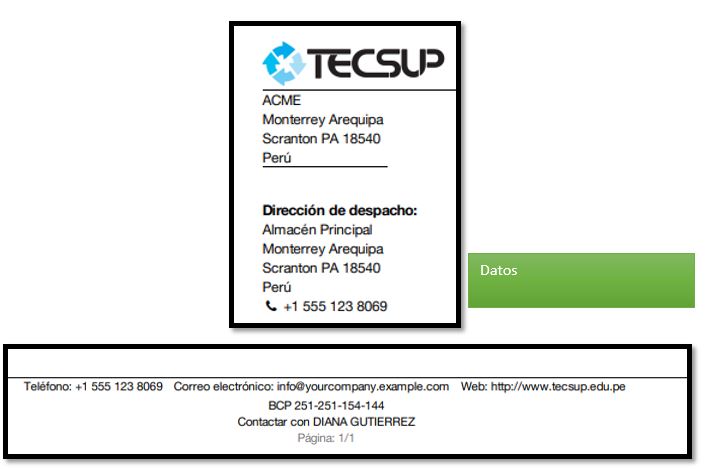 TECSUP
ACME
Monterrey Arequipa
Scranton PA 18540
Perú
Dirección de despacho:
Almacén Principal
Monterrey Arequipa
Scranton PA 18540
Perú
+1 555 123 8069
Datos
Teléfono: +1 555 123 8069 Correo electrónico: info@yourcompany.example.com Web: http://www.tecsup.edu.pe
BCP 251-251-154-144
Contactar con DIANA GUTIERREZ
Página: 1/1